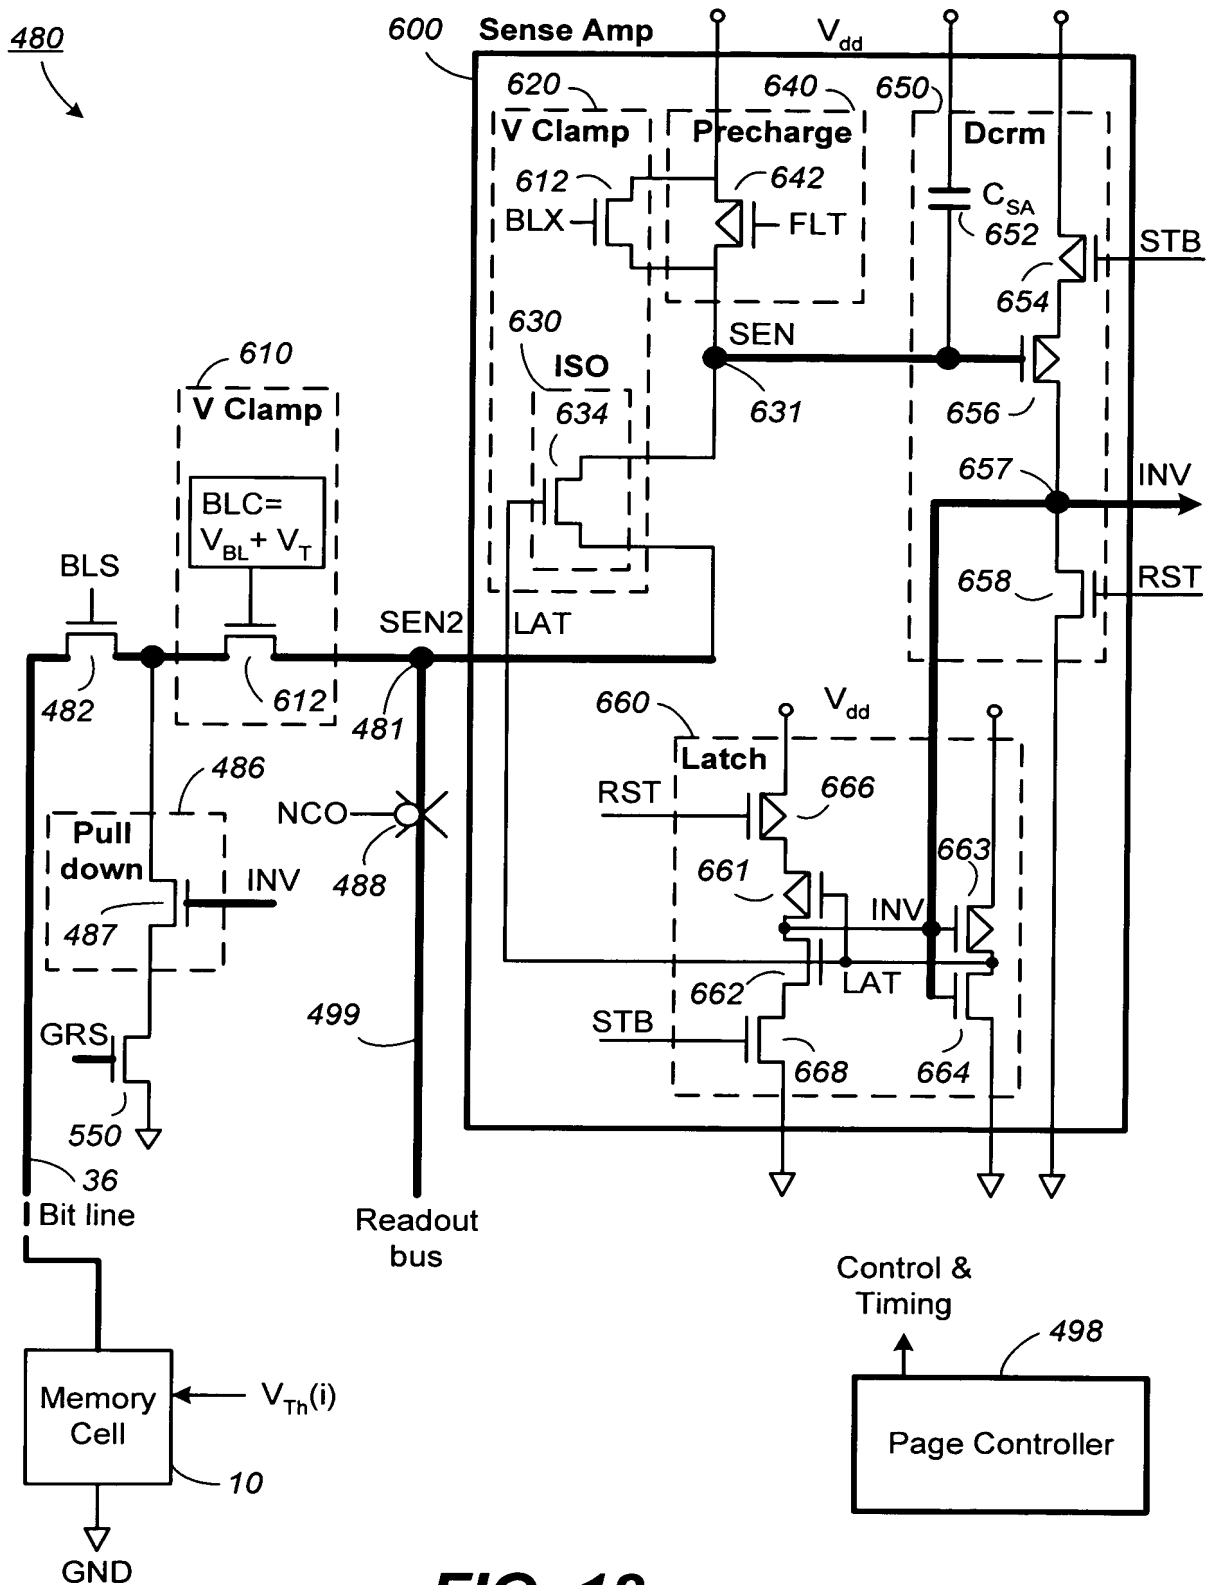 480
600
Sense Amp
Vdd
620
640
650
V Clamp
Precharge
Dcrm
612
642
BLX
FLT
CSA
652
STB
654
630
SEN
610
ISO
V Clamp
634
631
656
657
INV
BLC=
VBL + VT
BLS
658
RST
SEN2
LAT
482
612
481
660
Vdd
Latch
486
RST
666
NCO
Pull
down
488
661
663
INV
INV
487
662
LAT
499
STB
GRS
668
664
550
36
Bit line
Readout
bus
Control &
Timing
498
Memory
Cell
VTh(i)
Page Controller
10
GND